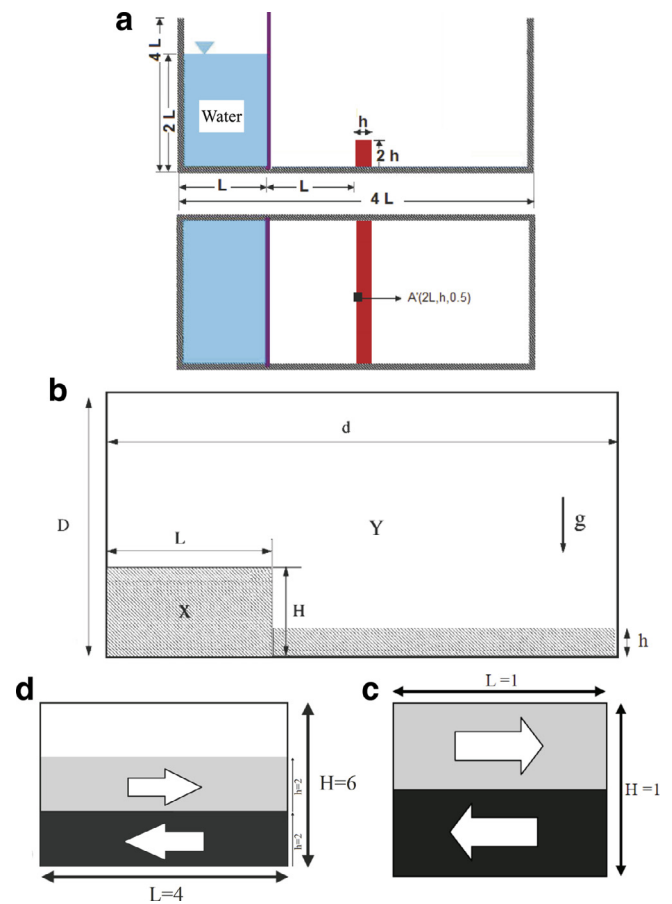 a
4 L
2 L
Water
h
2 h
L
L
4 L
A'(2L,h,0.5)
b
d
D
Y
g
L
X
H
h
d
h=2
h=2
H=6
L=4
c
L =1
H =1